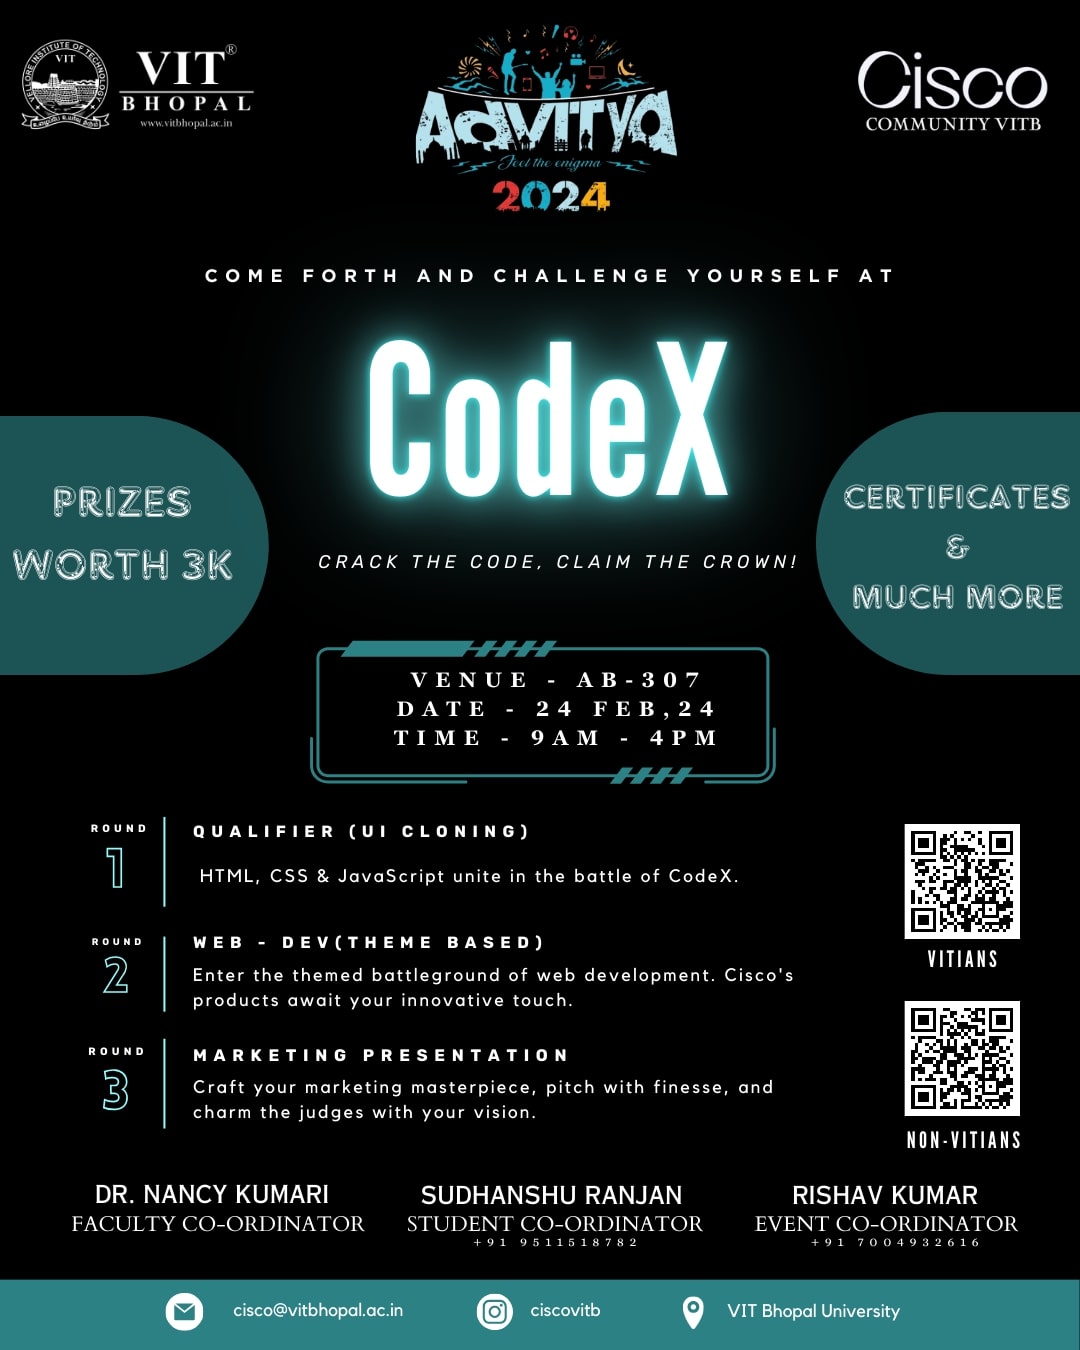 VELLORE INSTITUTE OF TECHNOLOGY
VIT
VIT®
BHOPAL
www.vitbhopal.ac.in
ADVITYA
Feel the enigma
2024
Cisco
COMMUNITY VITB
COME FORTH AND CHALLENGE YOURSELF AT
CodeX
PRIZES
WORTH 3K
CERTIFICATES
&
MUCH MORE
CRACK THE CODE, CLAIM THE CROWN!
VENUE - AB-307
DATE - 24 FEB,24
TIME - 9AM - 4PM
ROUND
1
QUALIFIER (UI CLONING)
HTML, CSS & JavaScript unite in the battle of CodeX.
ROUND
2
WEB - DEV(THEME BASED)
Enter the themed battleground of web development. Cisco's
products await your innovative touch.
ROUND
3
MARKETING PRESENTATION
Craft your marketing masterpiece, pitch with finesse, and
charm the judges with your vision.
VITIANS
NON-VITIANS
DR. NANCY KUMARI
FACULTY CO-ORDINATOR
SUDHANSHU RANJAN
STUDENT CO-ORDINATOR
+91 9511518782
RISHAV KUMAR
EVENT CO-ORDINATOR
+91 7004932616
cisco@vitbhopal.ac.in
ciscovitb
VIT Bhopal University